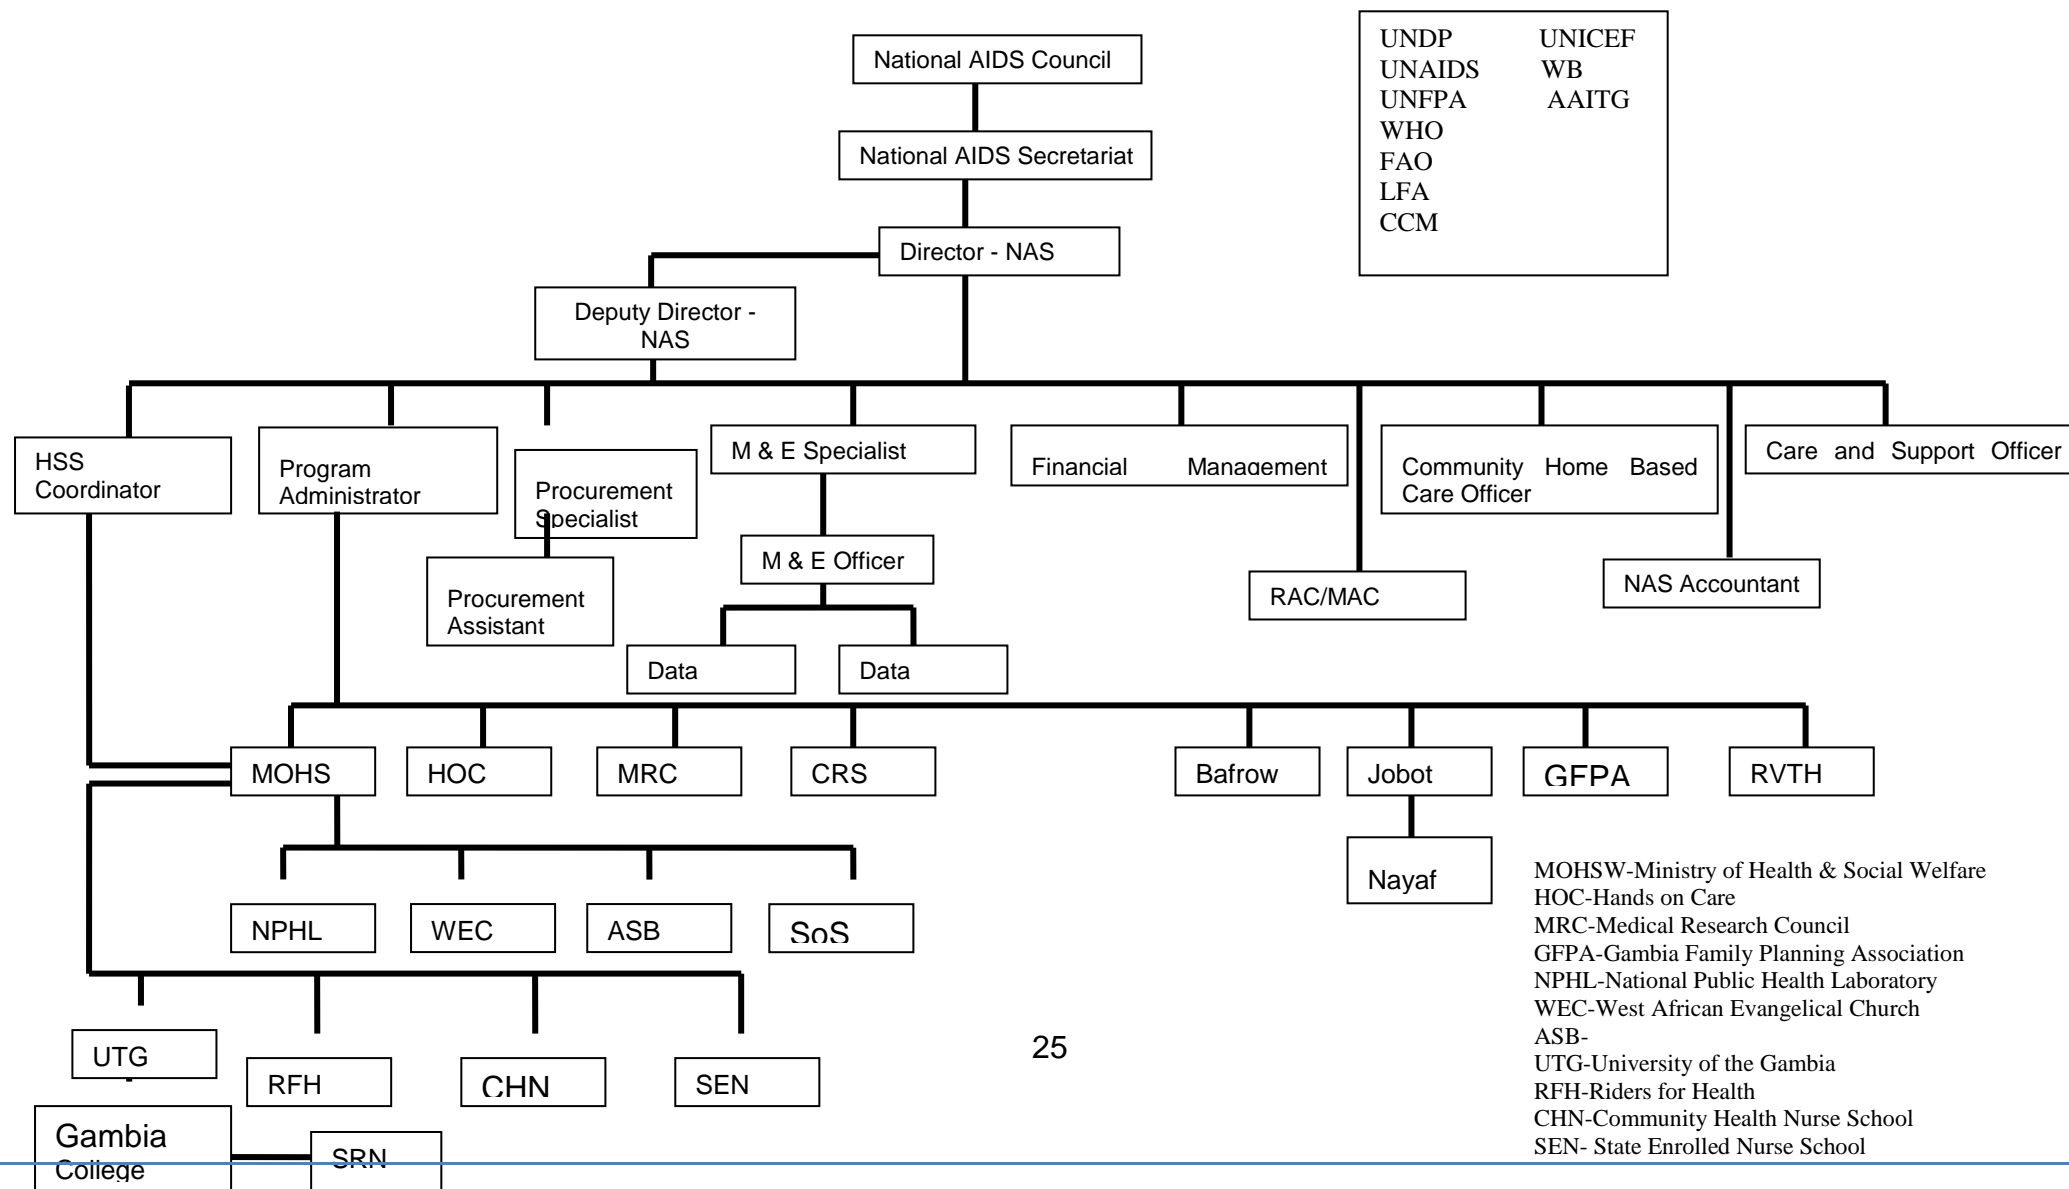 National AIDS Council
UNDP UNICEF
UNAIDS WB
UNFPA AAITG
WHO
FAO
LFA
CCM
National AIDS Secretariat
Director - NAS
Deputy Director -
NAS
HSS
Coordinator
Program
Administrator
Procurement
Specialist
M & E Specialist
Financial Management
Community Home Based
Care Officer
Care and Support Officer
M & E Officer
Procurement
Assistant
RAC/MAC
NAS Accountant
Data
Data
MOHS
HOC
MRC
CRS
Bafrow
Jobot
GFPA
RVTH
Nayaf
NPHL
WEC
ASB
SoS
MOHSW-Ministry of Health & Social Welfare
HOC-Hands on Care
MRC-Medical Research Council
GFPA-Gambia Family Planning Association
NPHL-National Public Health Laboratory
WEC-West African Evangelical Church
ASB-
UTG-University of the Gambia
RFH-Riders for Health
CHN-Community Health Nurse School
SEN- State Enrolled Nurse School
UTG
RFH
CHN
SEN
25
Gambia
College
SRN